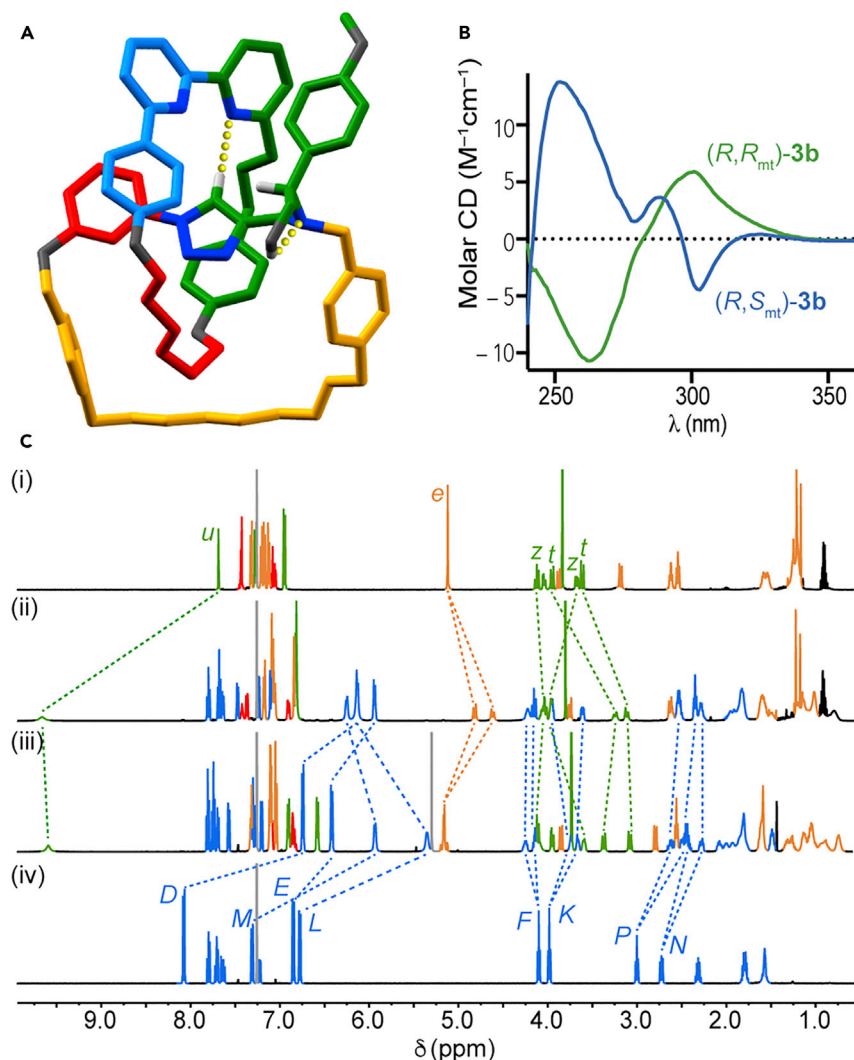 A
B
Molar CD (M⁻¹cm⁻¹)
10
5
0
−5
−10
(R,Rmt)-3b
(R,Smt)-3b
250
300
350
λ (nm)
C
(i)
u
e
z
t
z
t
(ii)
(iii)
(iv)
D
M
E
L
F
K
P
N
9.0
8.0
7.0
6.0
5.0
4.0
3.0
2.0
1.0
δ (ppm)